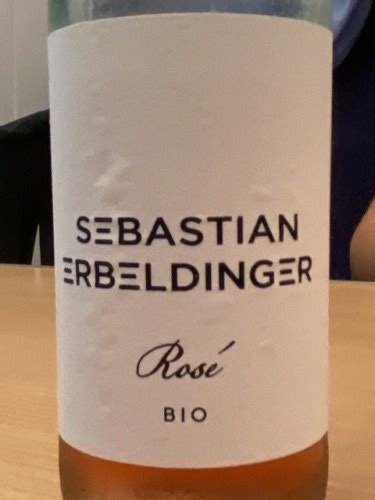 SEBASTIAN
ERBELDINGER
Rosé
BIO